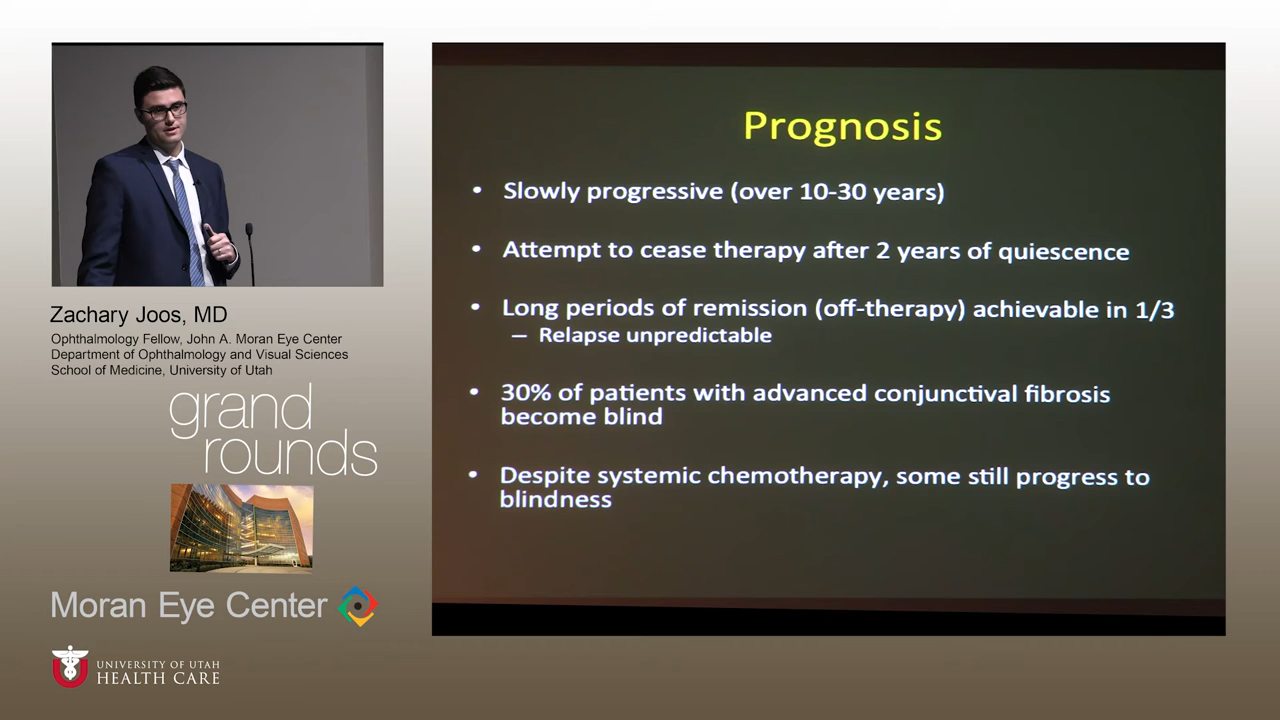 Prognosis
• Slowly progressive (over 10-30 years)
• Attempt to cease therapy after 2 years of quiescence
• Long periods of remission (off-therapy) achievable in 1/3
– Relapse unpredictable
• 30% of patients with advanced conjunctival fibrosis
become blind
• Despite systemic chemotherapy, some still progress to
blindness
Zachary Joos, MD
Ophthalmology Fellow, John A. Moran Eye Center
Department of Ophthalmology and Visual Sciences
School of Medicine, University of Utah
grand
rounds
Moran Eye Center
UNIVERSITY OF UTAH
HEALTH CARE